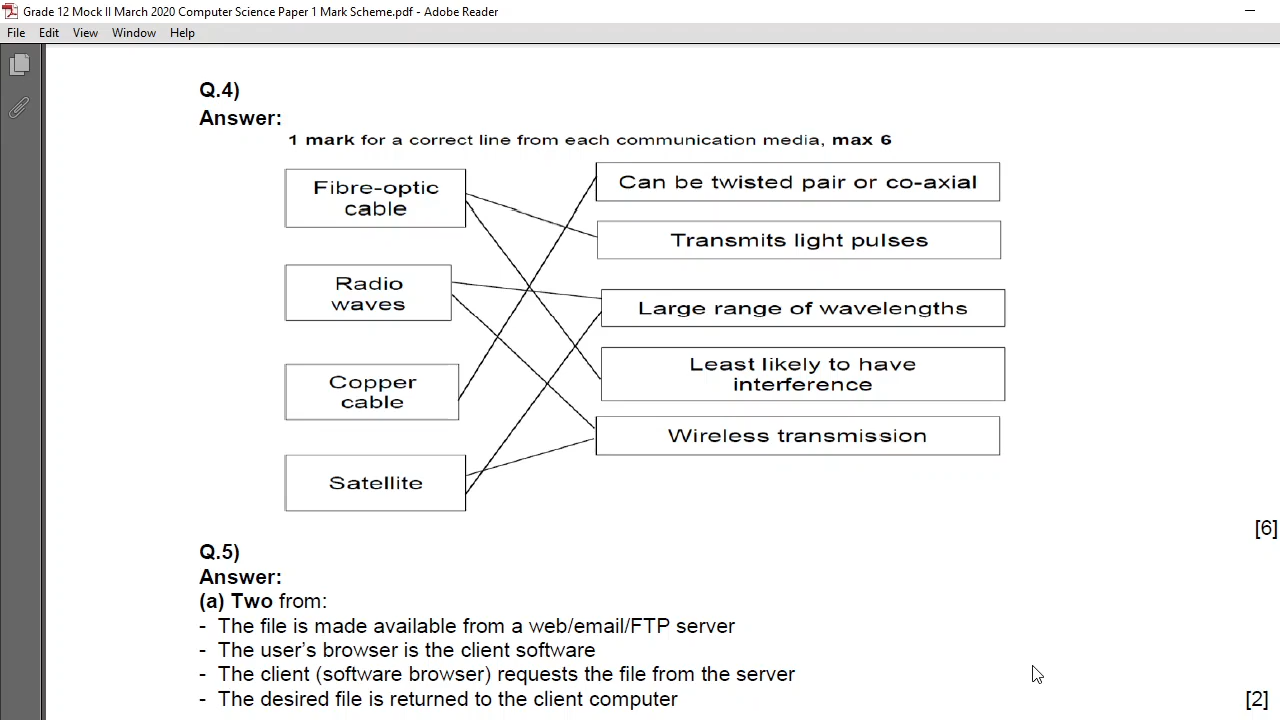 Grade 12 Mock II March 2020 Computer Science Paper 1 Mark Scheme.pdf - Adobe Reader
File Edit View Window Help
Q.4)
Answer:
1 mark for a correct line from each communication media, max 6
Fibre-optic
cable
Can be twisted pair or co-axial
Transmits light pulses
Radio
waves
Large range of wavelengths
Least likely to have
interference
Copper
cable
Wireless transmission
Satellite
[6]
Q.5)
Answer:
(a) Two from:
- The file is made available from a web/email/FTP server
- The user's browser is the client software
- The client (software browser) requests the file from the server
- The desired file is returned to the client computer
[2]